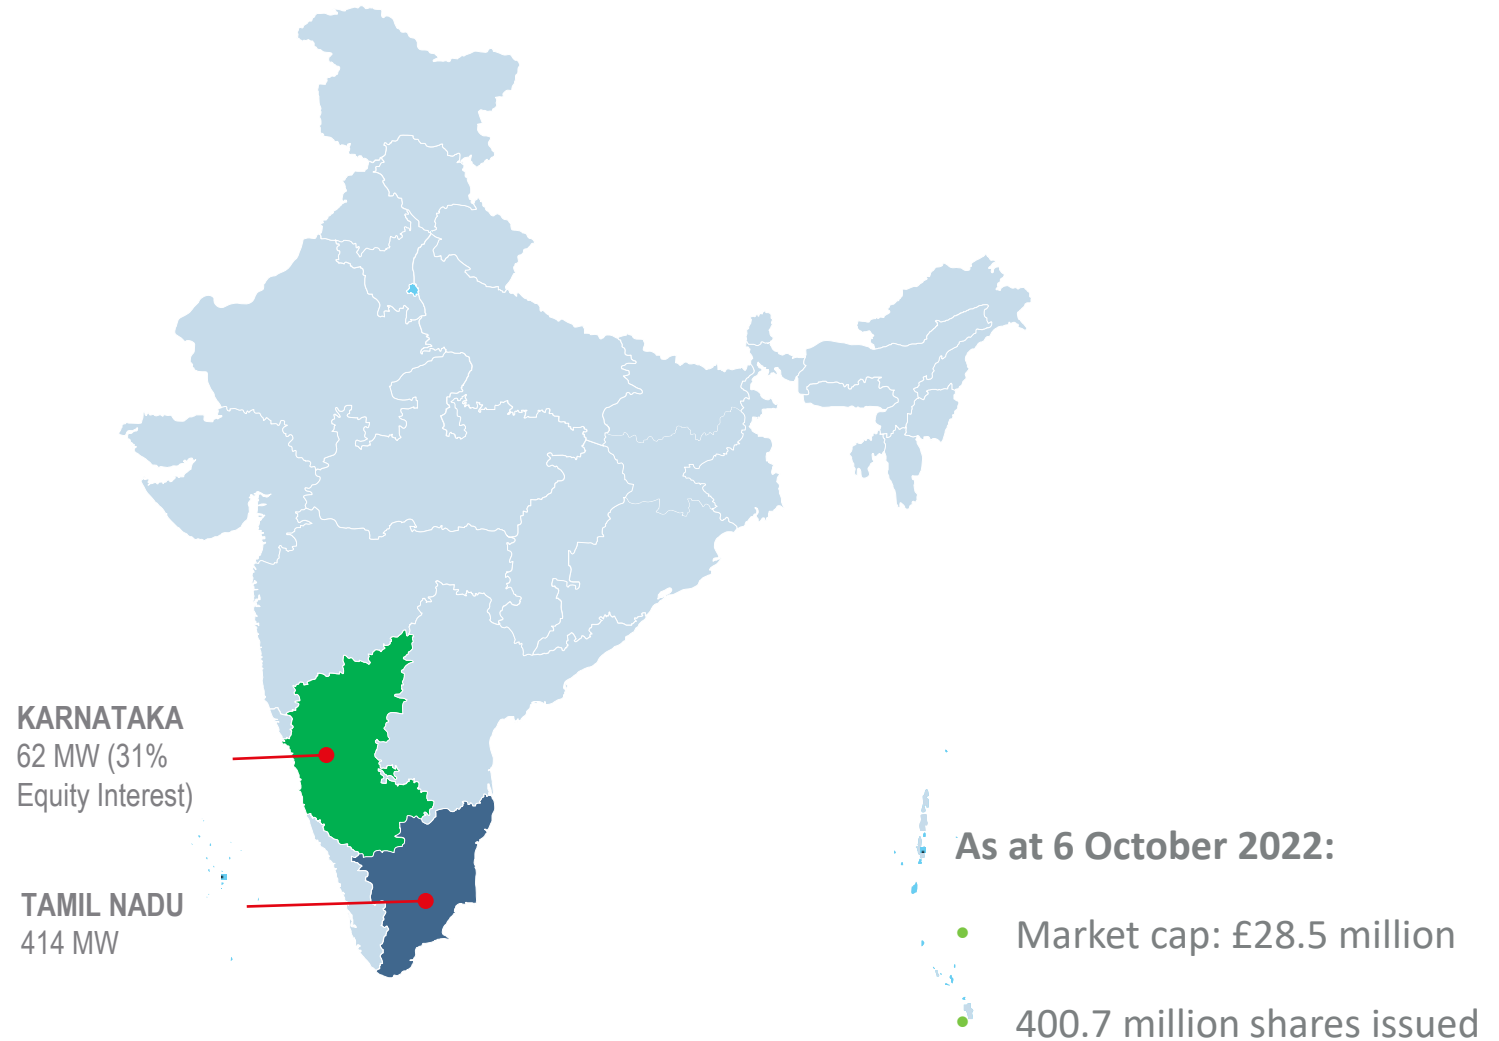 KARNATAKA
62 MW (31%
Equity Interest)
TAMIL NADU
414 MW
As at 6 October 2022:
• Market cap: £28.5 million
• 400.7 million shares issued